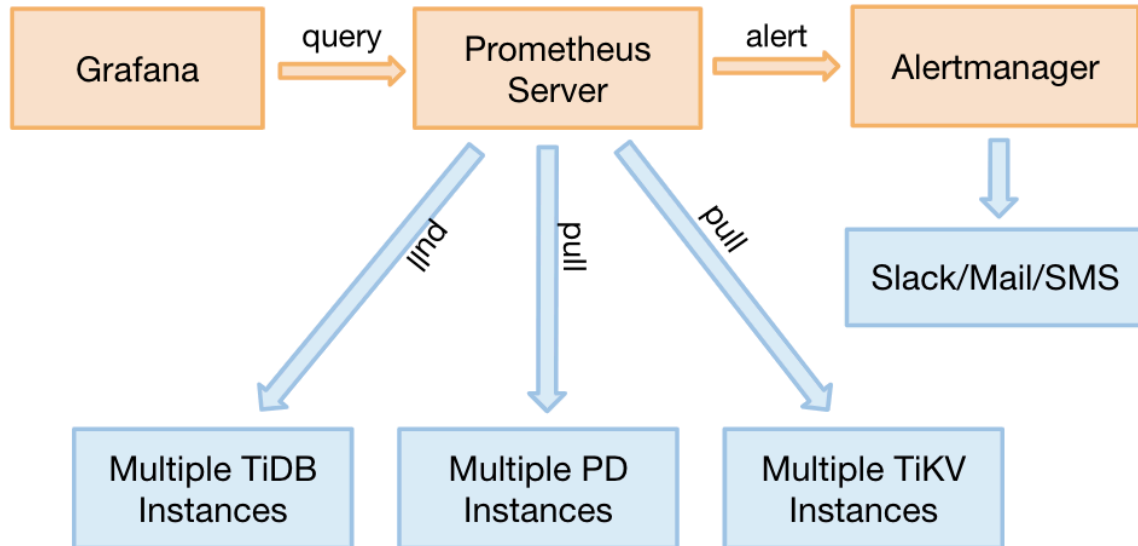 Grafana
query
Prometheus
Server
alert
Alertmanager
pull
pull
pull
Slack/Mail/SMS
Multiple TiDB
Instances
Multiple PD
Instances
Multiple TiKV
Instances